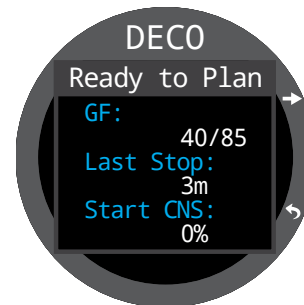 DECO
Ready to Plan
GF:
40/85
Last Stop:
3m
Start CNS:
0%